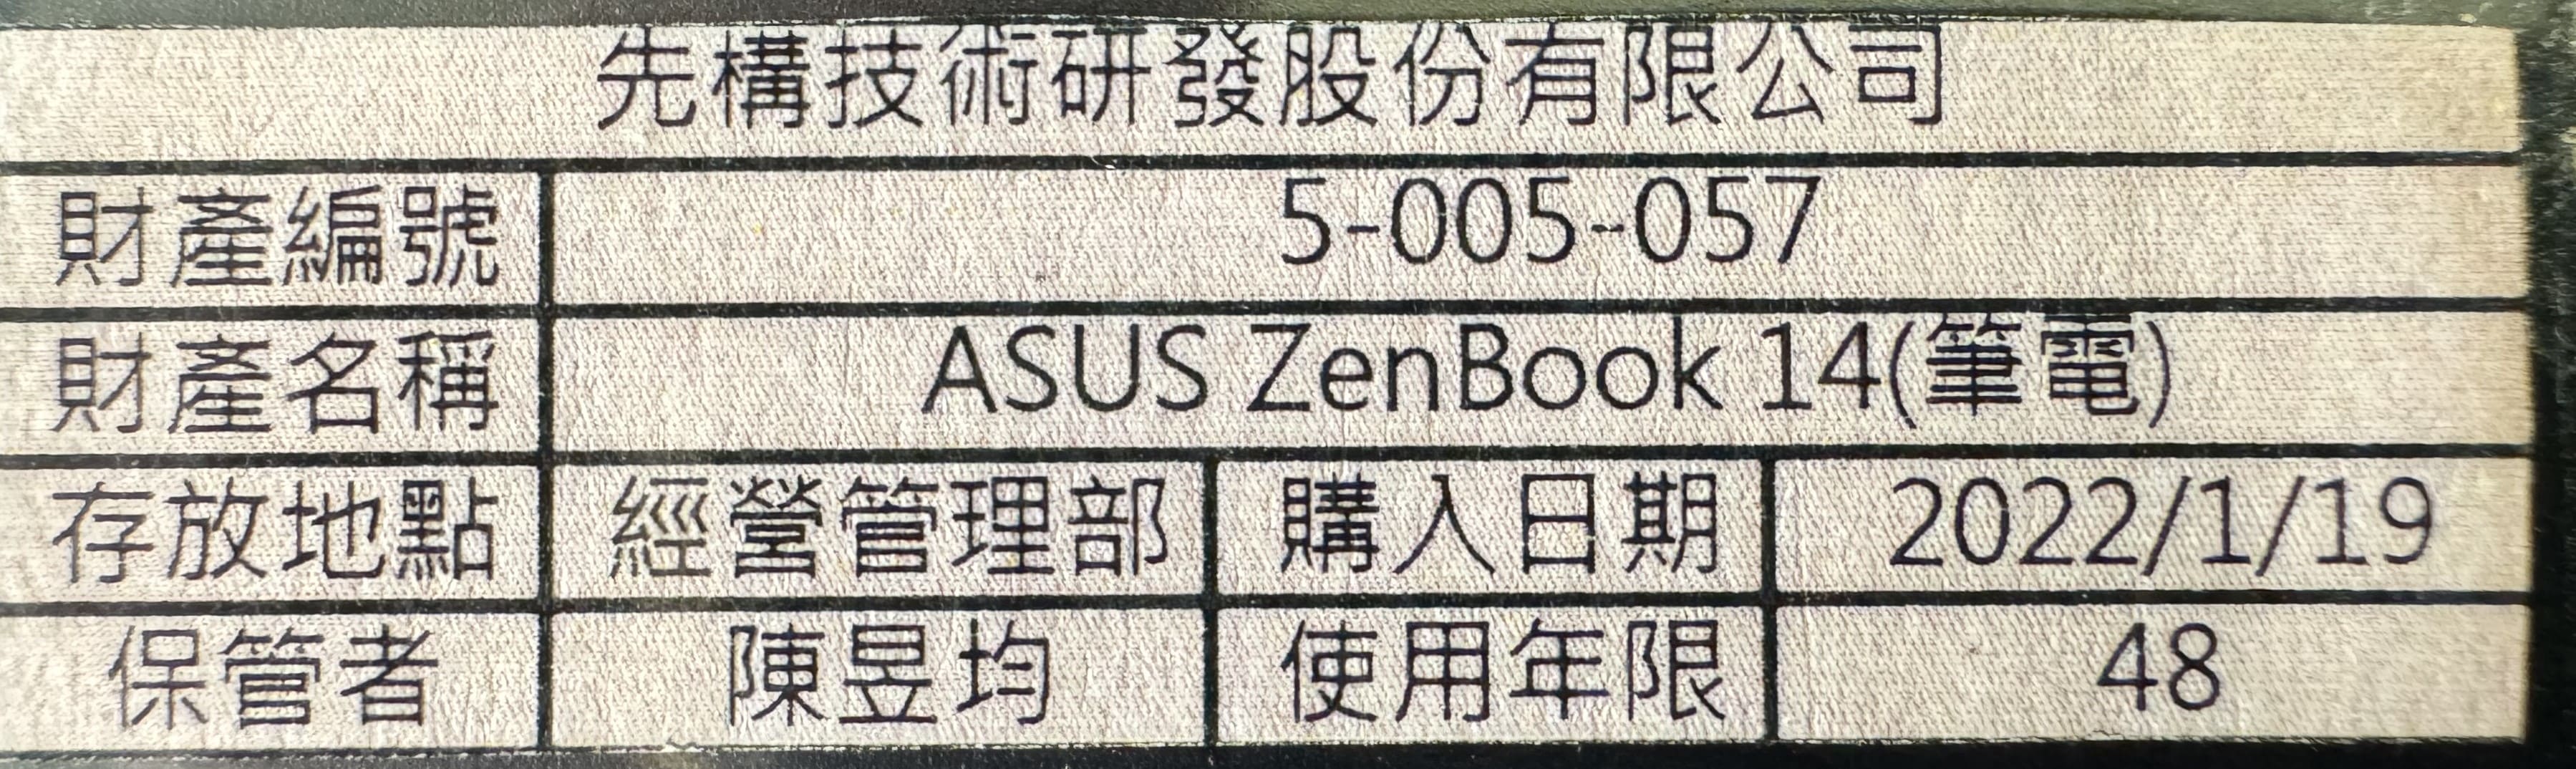 先構技術研發股份有限公司
財產編號 5-005-057
財產名稱 ASUS ZenBook 14(筆電)
存放地點 經營管理部 購入日期 2022/1/19
保管者 陳昱均 使用年限 48